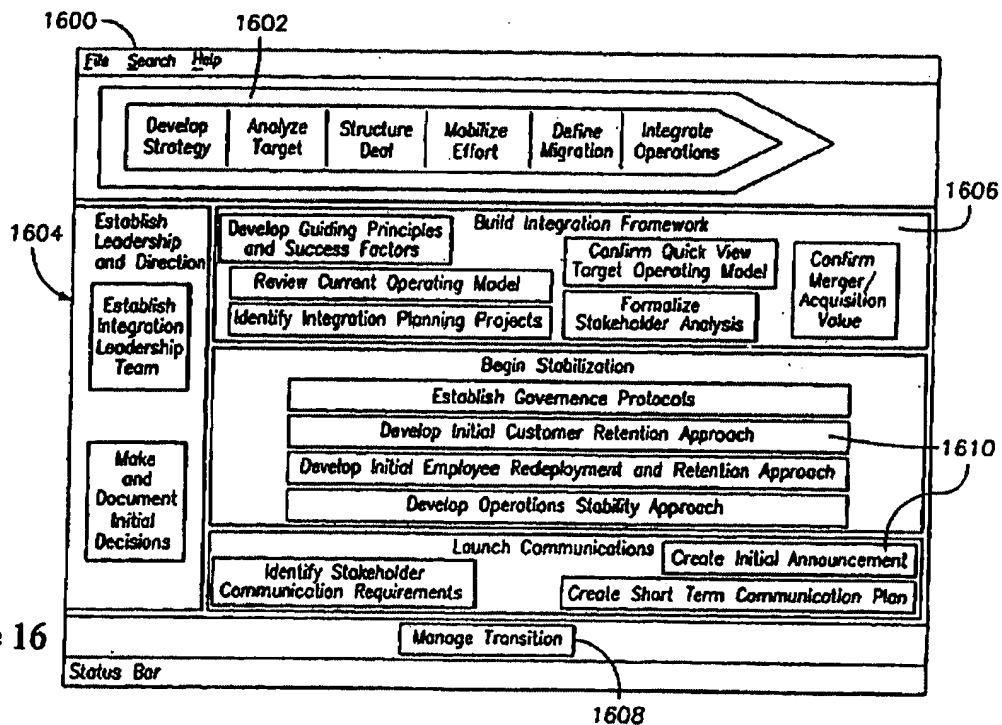 1600
1602
File Search Help
Develop
Strategy
Analyze
Target
Structure
Deal
Mobilize
Effort
Define
Migration
Integrate
Operations
1606
1604
Establish
Leadership
and Direction
Establish
Integration
Leadership
Team
Make
and
Document
Initial
Decisions
Build Integration Framework
Develop Guiding Principles
and Success Factors
Review Current Operating Model
Identify Integration Planning Projects
Confirm Quick View
Target Operating Model
Formalize
Stakeholder Analysis
Confirm
Merger/
Acquisition
Value
Begin Stabilization
Establish Governence Protocols
Develop Initial Customer Retention Approach
Develop Initial Employee Redeployment and Retention Approach
Develop Operations Stability Approach
1610
Launch Communications
Create Initial Announcement
Identify Stakeholder
Communication Requirements
Create Short Term Communication Plan
Manage Transition
e 16
Status Bar
1608